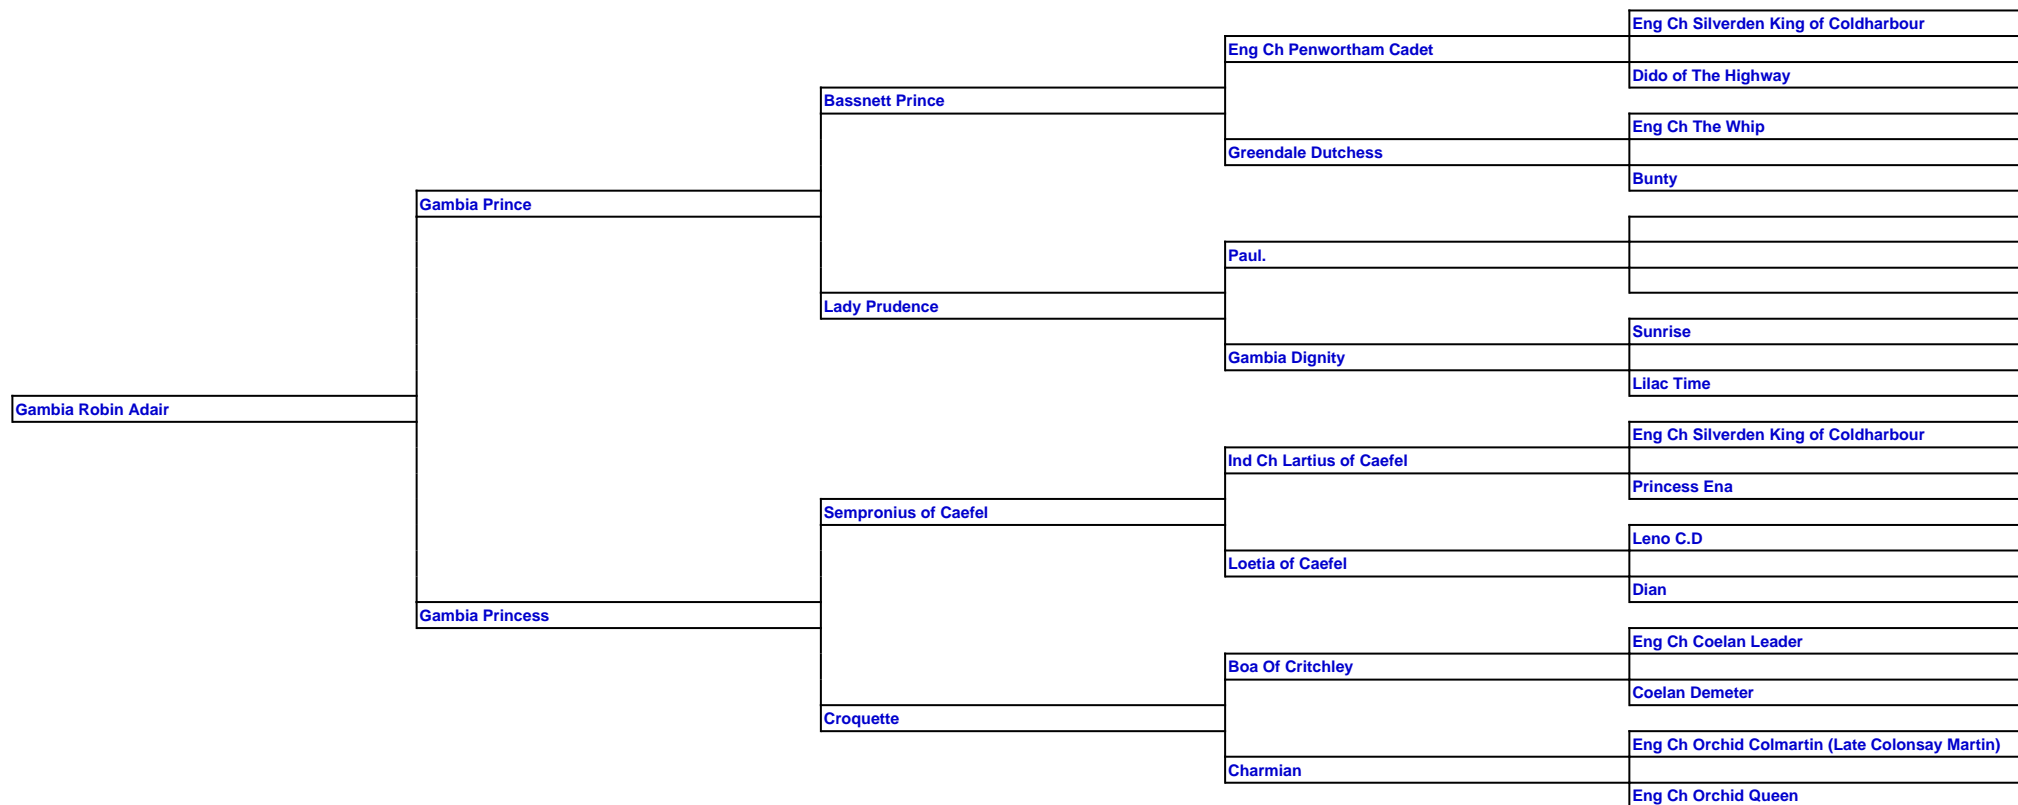 Eng Ch Silverden King of Coldharbour
Eng Ch Penwortham Cadet
Dido of The Highway
Bassnett Prince
Eng Ch The Whip
Greendale Dutchess
Bunty
Gambia Prince
Paul.
Lady Prudence
Sunrise
Gambia Dignity
Lilac Time
Gambia Robin Adair
Eng Ch Silverden King of Coldharbour
Ind Ch Lartius of Caefel
Princess Ena
Sempronius of Caefel
Leno C.D
Loetia of Caefel
Dian
Gambia Princess
Eng Ch Coelan Leader
Boa Of Critchley
Coelan Demeter
Croquette
Eng Ch Orchid Colmartin (Late Colonsay Martin)
Charmian
Eng Ch Orchid Queen